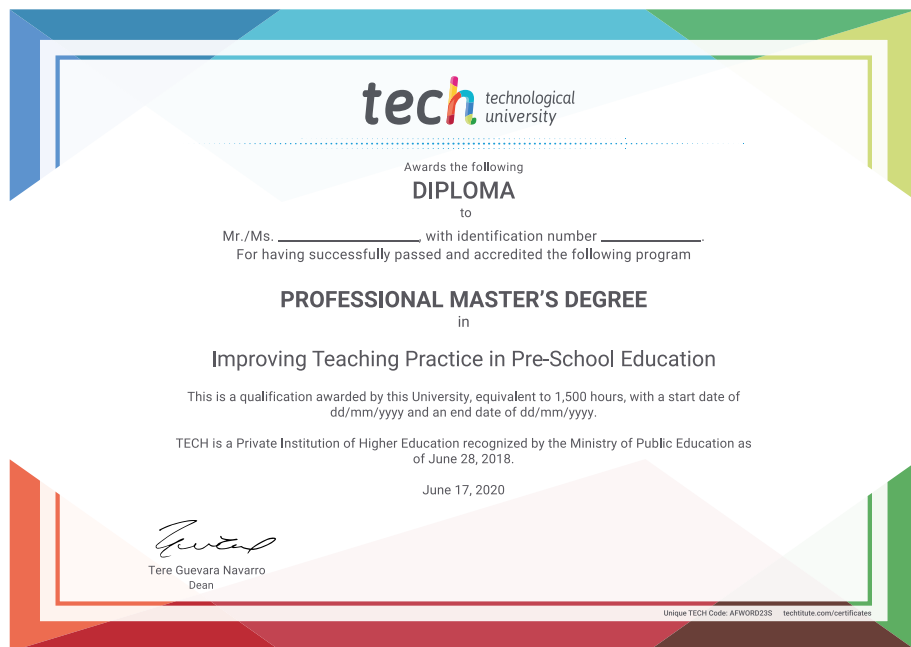 tech technological
university
Awards the following
DIPLOMA
to
Mr./Ms. ____________, with identification number ____________.
For having successfully passed and accredited the following program
PROFESSIONAL MASTER'S DEGREE
in
Improving Teaching Practice in Pre-School Education
This is a qualification awarded by this University, equivalent to 1,500 hours, with a start date of
dd/mm/yyyy and an end date of dd/mm/yyyy.
TECH is a Private Institution of Higher Education recognized by the Ministry of Public Education as
of June 28, 2018.
June 17, 2020
Tere Guevara Navarro
Dean
Unique TECH Code: AFWORD23S techtitute.com/certificates